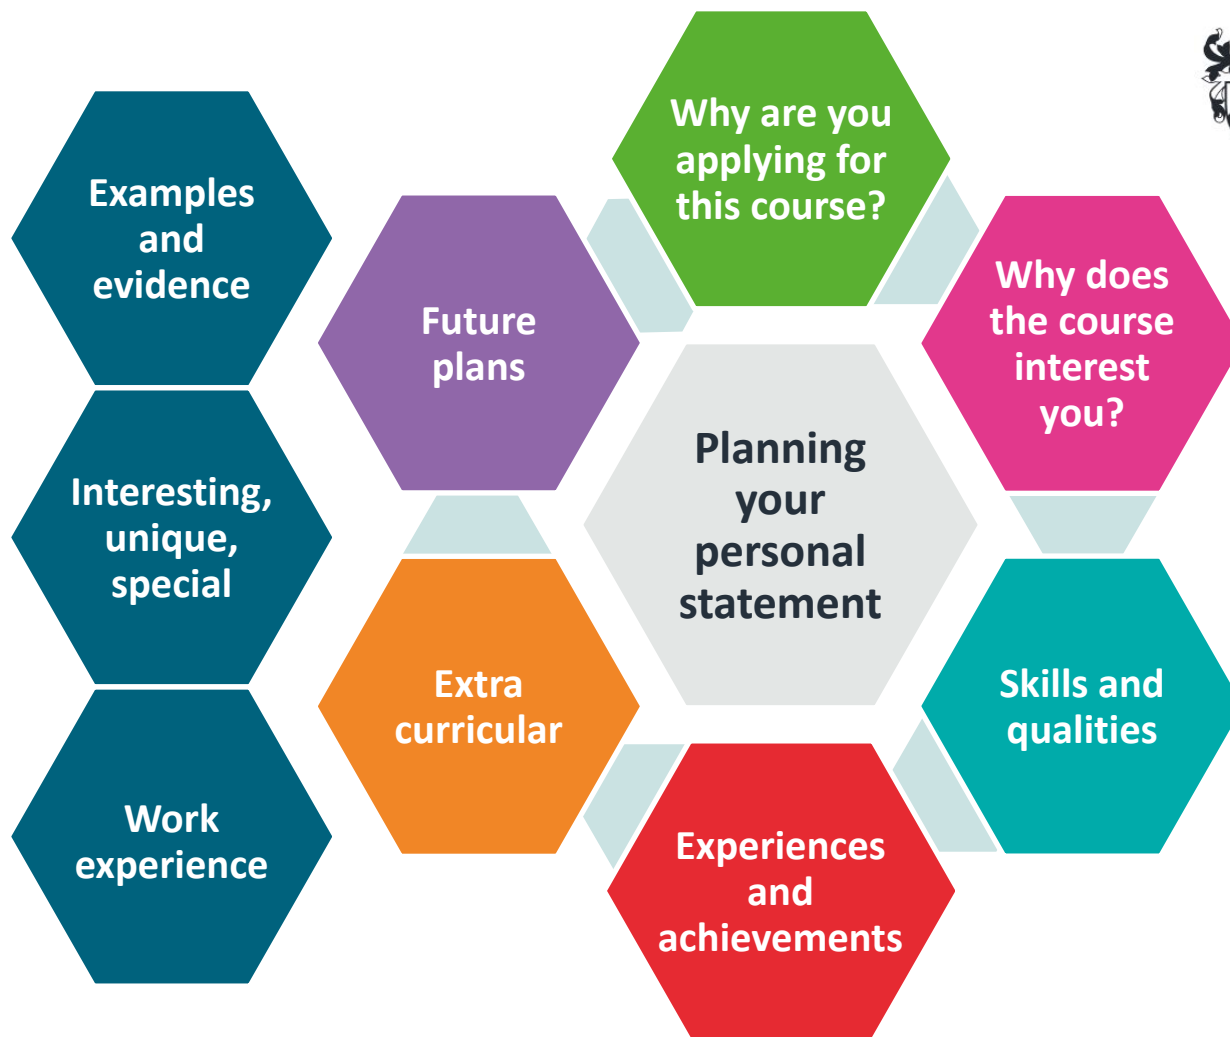 Examples
and
evidence
Interesting,
unique,
special
Work
experience
Why are you
applying for
this course?
Why does
the course
interest
you?
Skills and
qualities
Experiences
and
achievements
Extra
curricular
Future
plans
Planning
your
personal
statement